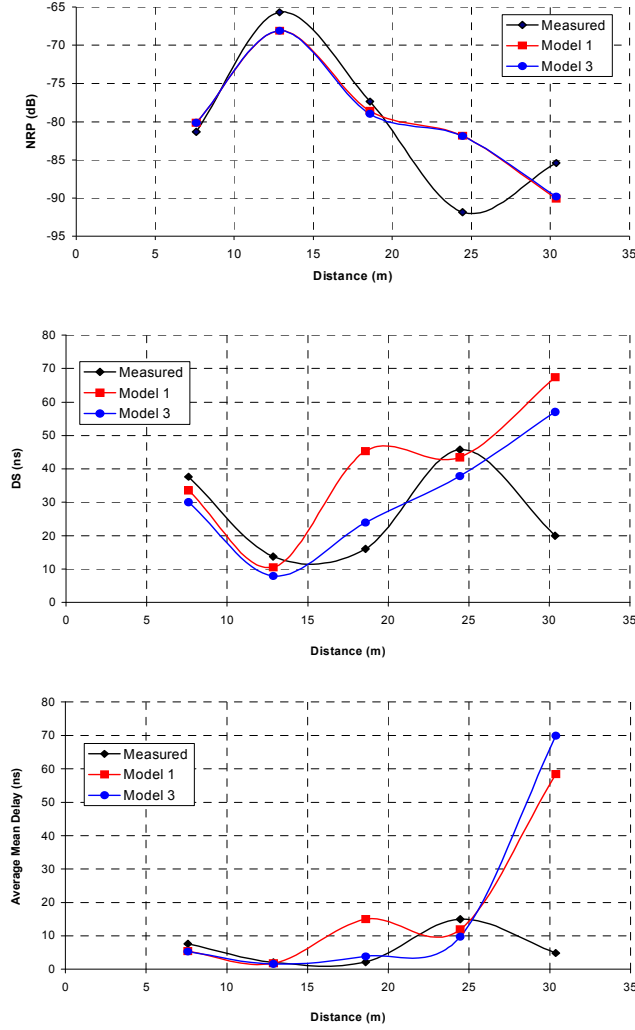 -65
-70
-75
-80
-85
-90
-95
NRP (dB)
Measured
Model 1
Model 3
0 5 10 15 20 25 30 35
Distance (m)
80
70
60
50
40
30
20
10
0
DS (ns)
Measured
Model 1
Model 3
0 5 10 15 20 25 30 35
Distance (m)
80
70
60
50
40
30
20
10
0
Average Mean Delay (ns)
Measured
Model 1
Model 3
0 5 10 15 20 25 30 35
Distance (m)